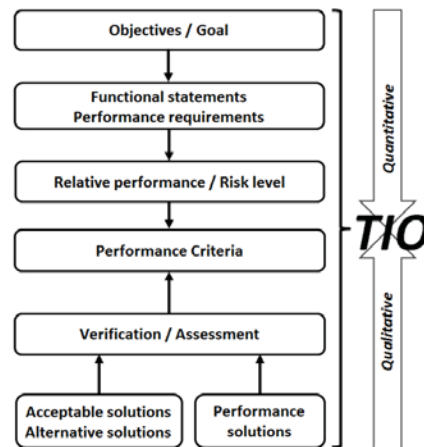 Objectives / Goal
Functional statements
Performance requirements
Relative performance / Risk level
Performance Criteria
Verification / Assessment
Acceptable solutions
Alternative solutions
Performance
solutions
Quantitative
TIO
Qualitative